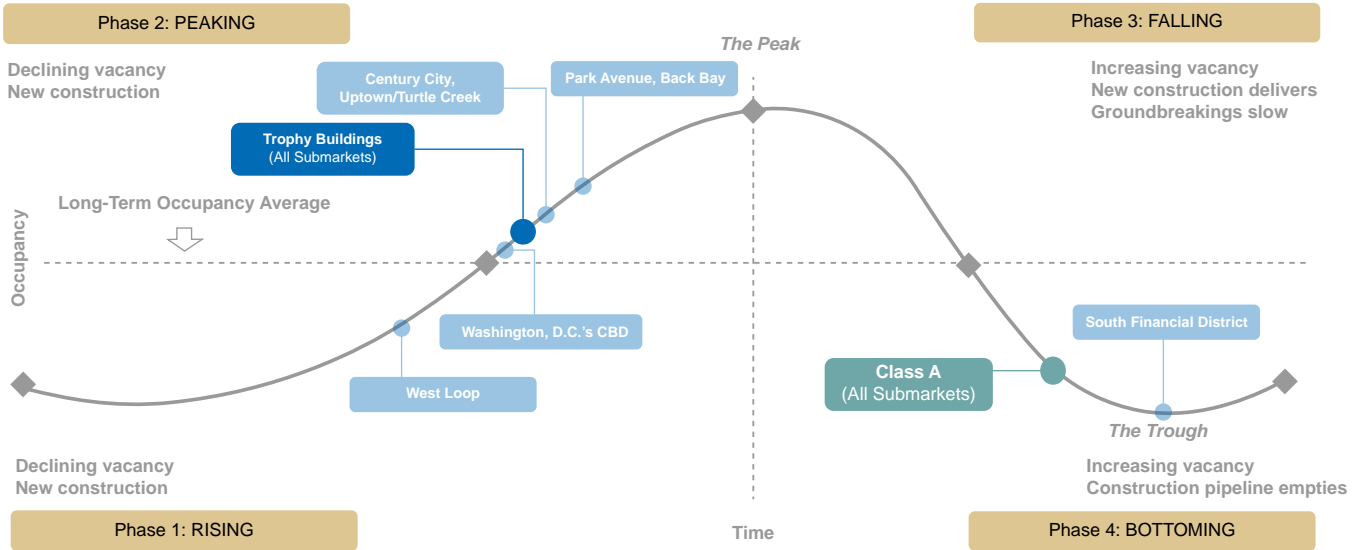 Phase 2: PEAKING
Declining vacancy
New construction
Century City,
Uptown/Turtle Creek
Park Avenue, Back Bay
The Peak
Phase 3: FALLING
Increasing vacancy
New construction delivers
Groundbreakings slow
Trophy Buildings
(All Submarkets)
Long-Term Occupancy Average
Occupancy
Washington, D.C.'s CBD
West Loop
South Financial District
Class A
(All Submarkets)
The Trough
Declining vacancy
New construction
Phase 1: RISING
Time
Increasing vacancy
Construction pipeline empties
Phase 4: BOTTOMING